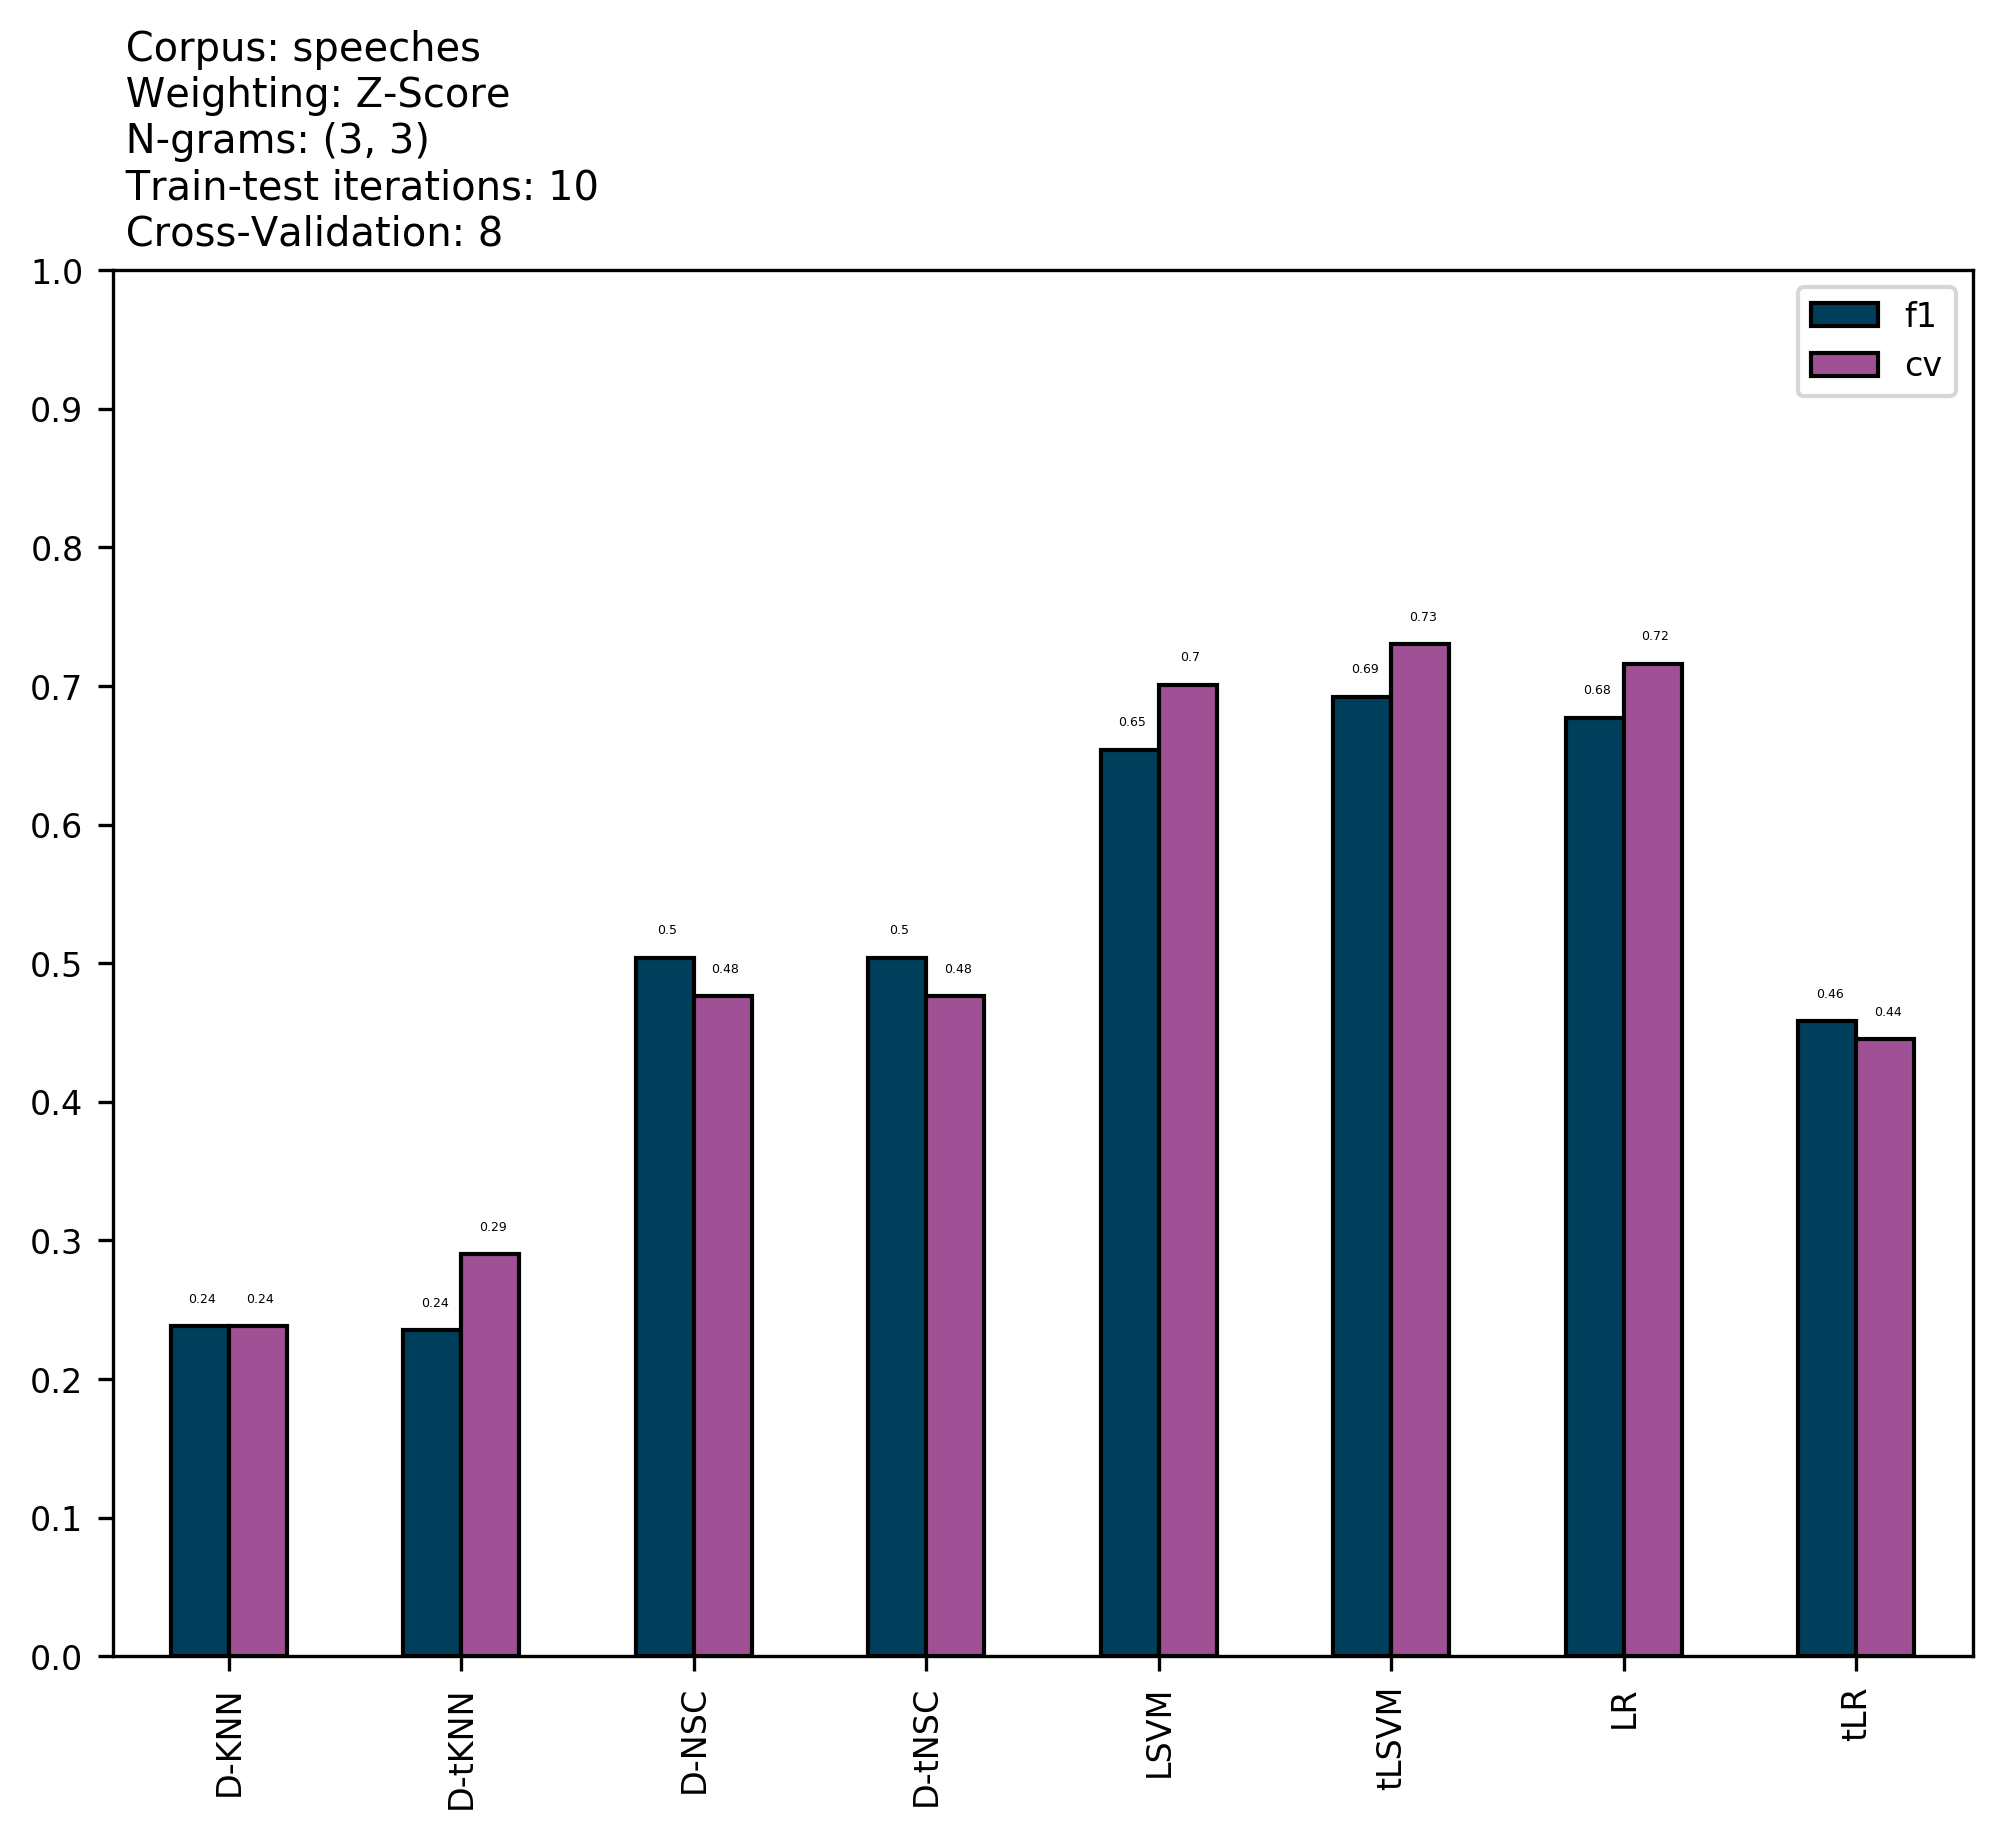 Corpus: speeches
Weighting: Z-Score
N-grams: (3, 3)
Train-test iterations: 10
Cross-Validation: 8
1.0
0.9
0.8
0.7
0.6
0.5
0.4
0.3
0.2
0.1
0.0
f1
cv
0.24
0.24
0.24
0.29
0.5
0.48
0.5
0.48
0.65
0.7
0.69
0.73
0.68
0.72
0.46
0.44
D-KNN
D-tKNN
D-NSC
D-tNSC
LSVM
tLSVM
LR
tLR